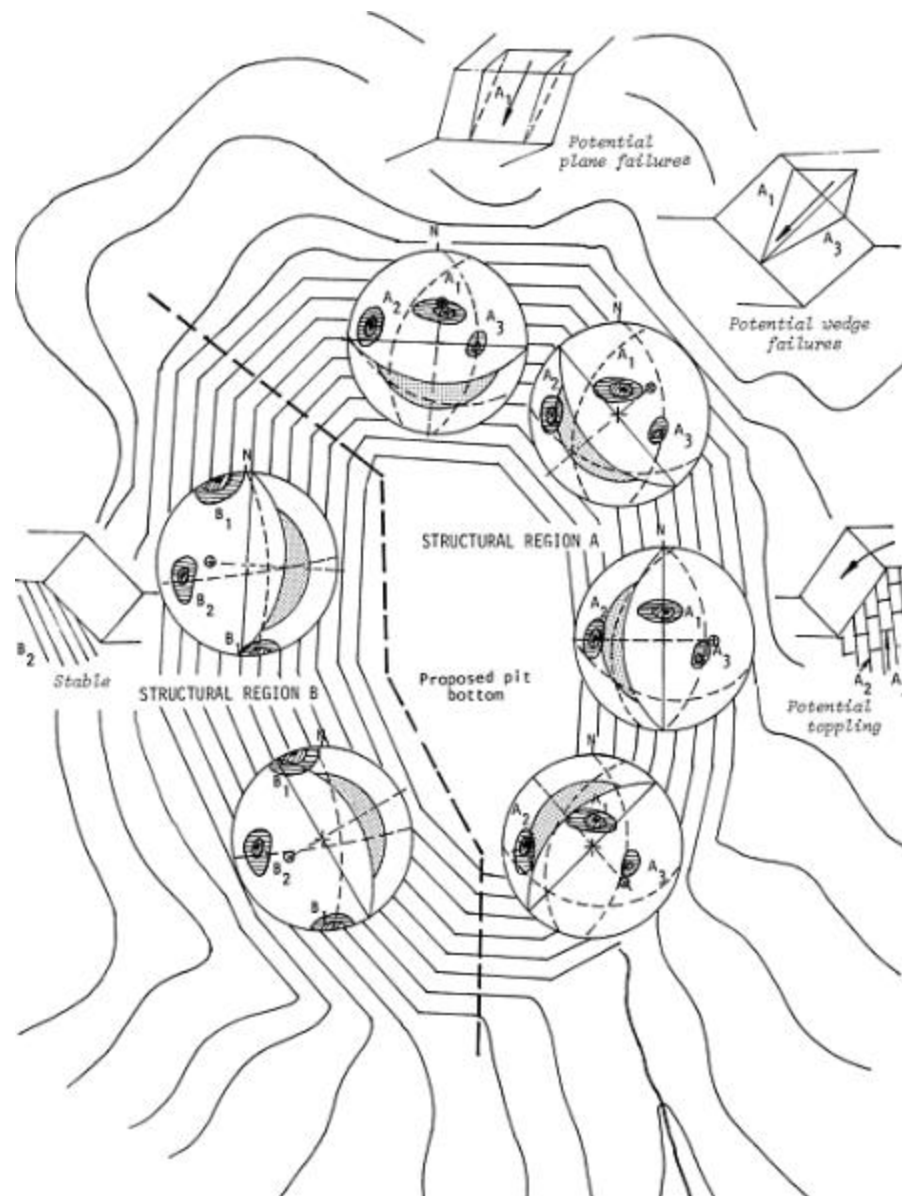 A₁
Potential
plane failures
A₁
A₃
Potential wedge
failures
N
A₂
A₁
A₃
N
A₁
A₂
A₃
N
B₁
B₂
B₁
STRUCTURAL REGION A
B₂
Stable
N
A₂
A₁
A₃
A₂
Potential
toppling
STRUCTURAL REGION B
Proposed pit
bottom
N
B₁
B₂
B₁
N
A₂
A₁
A₃